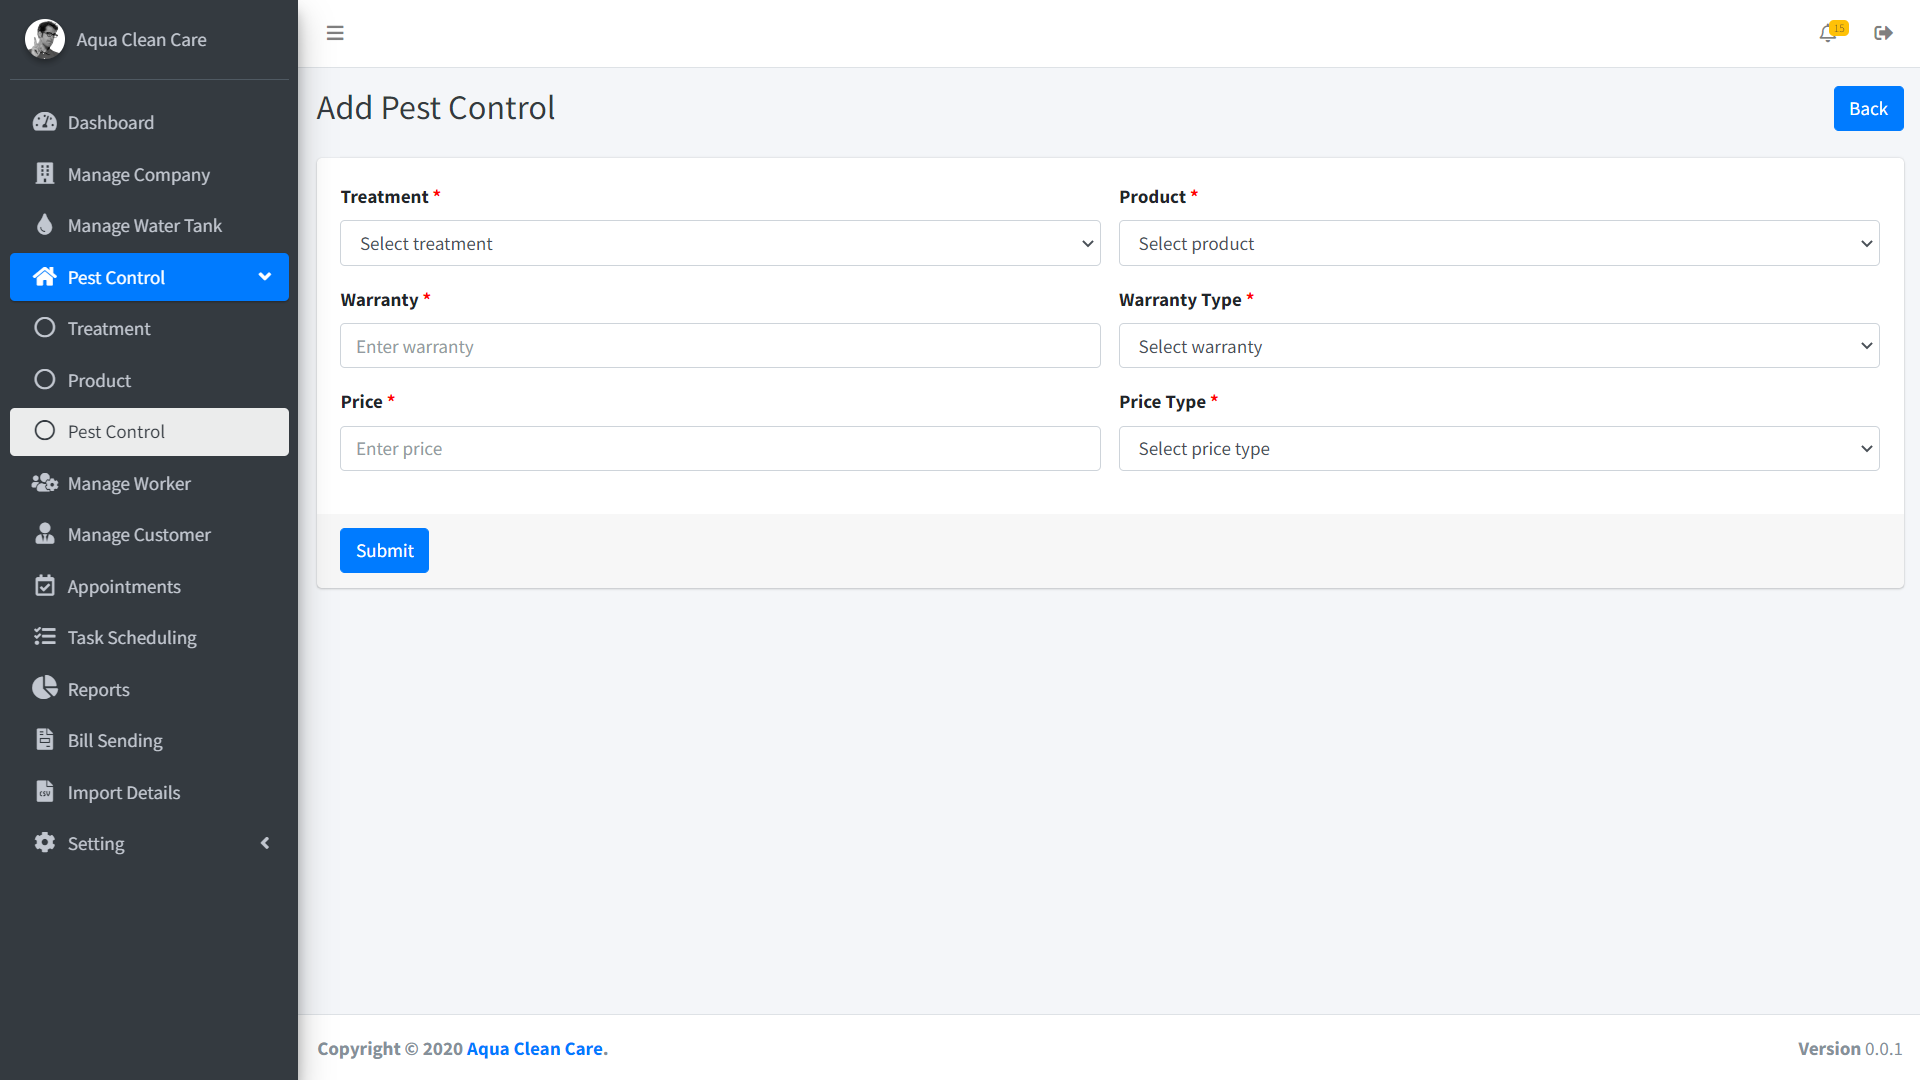 Aqua Clean Care
15
Dashboard
Manage Company
Manage Water Tank
Pest Control
Treatment
Product
Pest Control
Manage Worker
Manage Customer
Appointments
Task Scheduling
Reports
Bill Sending
CSV
Import Details
Setting
Add Pest Control
Back
Treatment *
Product *
Select treatment
Select product
Warranty *
Warranty Type *
Enter warranty
Select warranty
Price *
Price Type *
Enter price
Select price type
Submit
Copyright © 2020 Aqua Clean Care.
Version 0.0.1